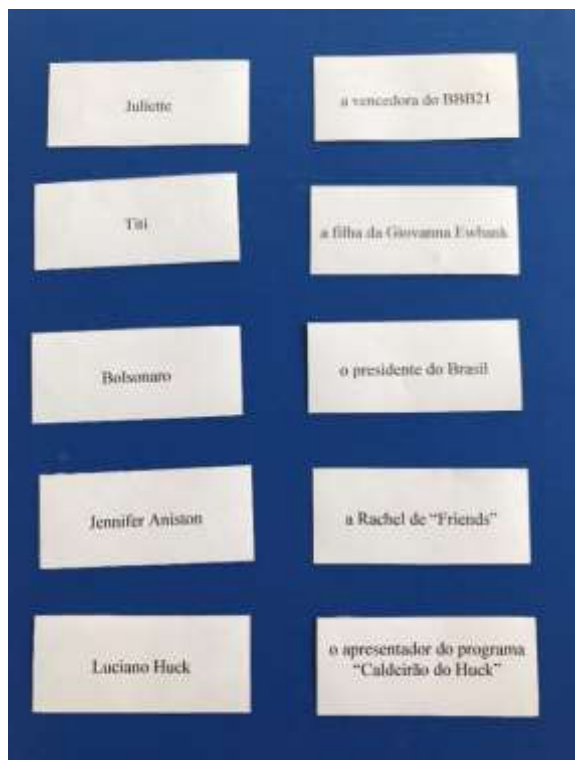 Juliette
a vencedora do BBB21
Titi
a filha da Giovanna Ewbank
Bolsonaro
o presidente do Brasil
Jennifer Aniston
a Rachel de “Friends”
Luciano Huck
o apresentador do programa
“Caldeirão do Huck”